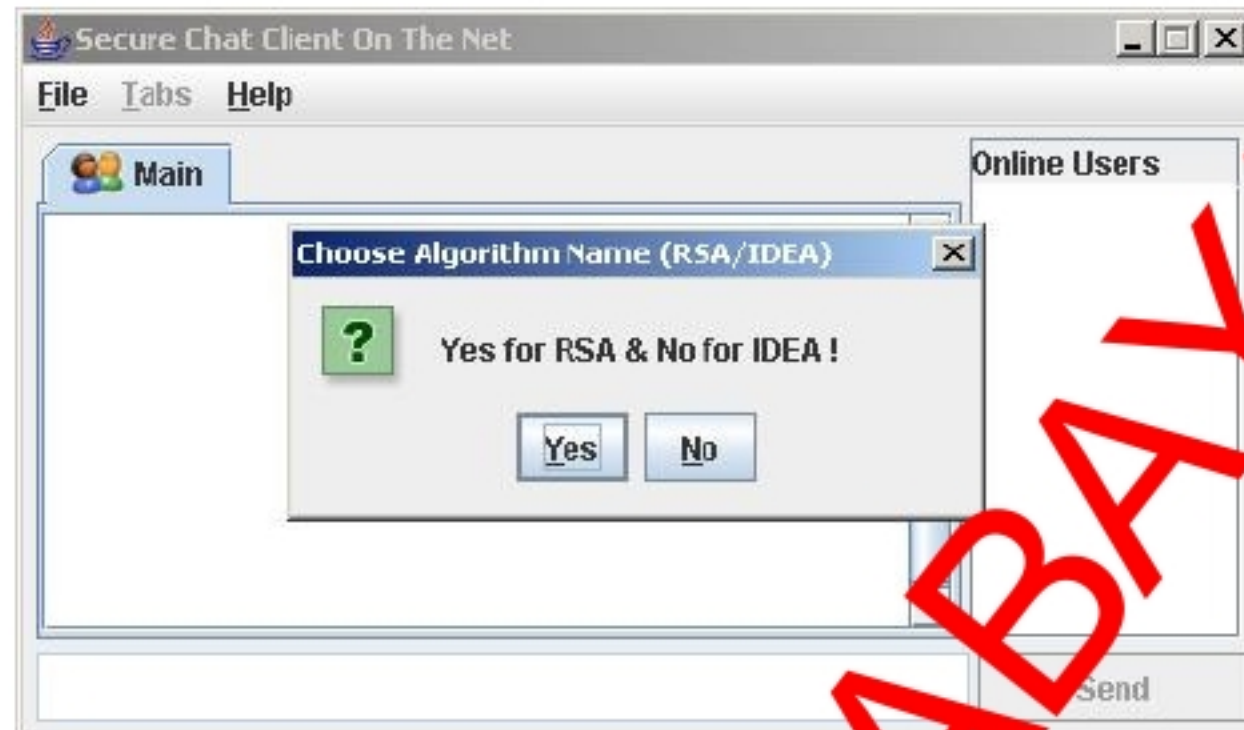 Secure Chat Client On The Net
File Tabs Help
Main
Online Users
Choose Algorithm Name (RSA/IDEA)
Yes for RSA & No for IDEA !
Yes No
Send
ABAY